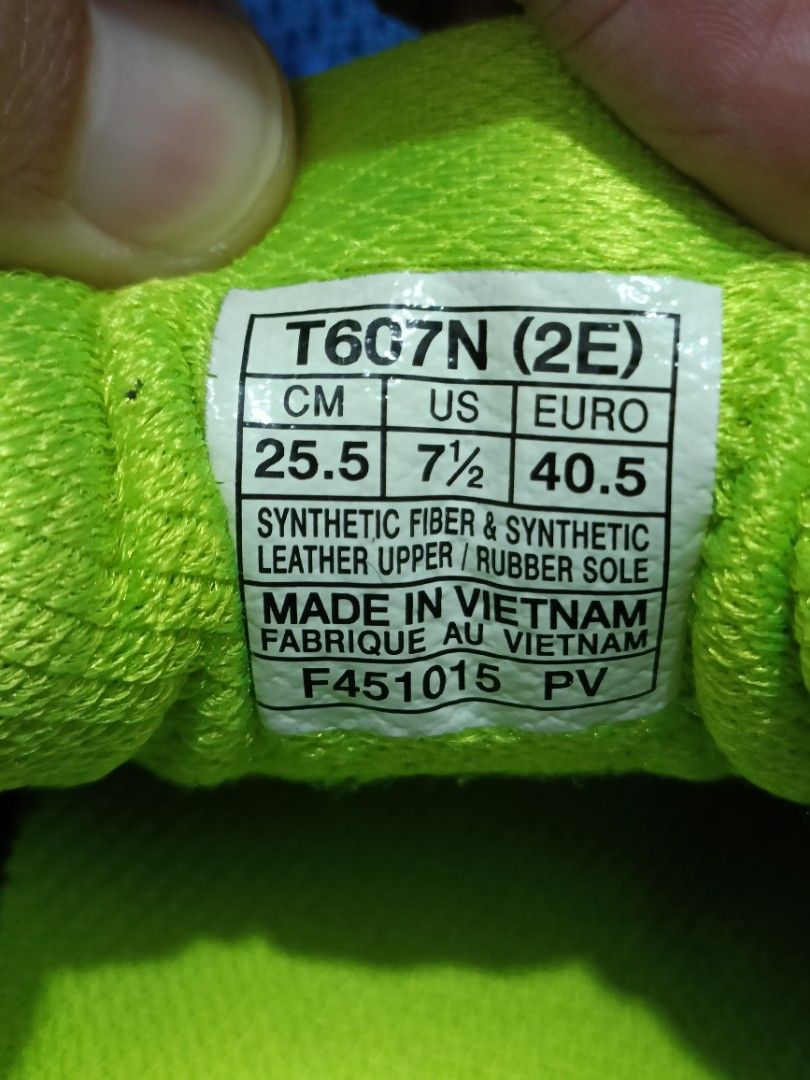 T607N (2E)
CM US EURO
25.5 7½ 40.5
SYNTHETIC FIBER & SYNTHETIC
LEATHER UPPER / RUBBER SOLE
MADE IN VIETNAM
FABRIQUE AU VIETNAM
F451015 PV